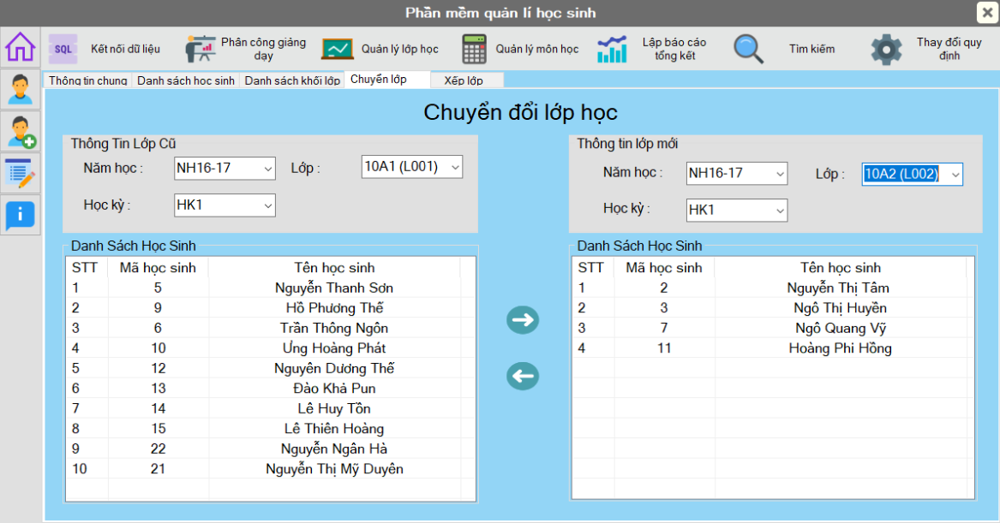 Phần mềm quản lí học sinh
SQL Kết nối dữ liệu
Phân công giảng dạy
Quản lý lớp học
Quản lý môn học
Lập báo cáo tổng kết
Tìm kiếm
Thay đổi quy định
Thông tin chung Danh sách học sinh Danh sách khối lớp Chuyển lớp Xếp lớp
Chuyển đổi lớp học
Thông Tin Lớp Cũ
Năm học : NH16-17 Lớp : 10A1 (L001)
Học kỳ : HK1
Danh Sách Học Sinh
STT Mã học sinh Tên học sinh
1 5 Nguyễn Thanh Sơn
2 9 Hồ Phương Thế
3 6 Trần Thông Ngôn
4 10 Ưng Hoàng Phát
5 12 Nguyên Dương Thế
6 13 Đào Khả Pun
7 14 Lê Huy Tồn
8 15 Lê Thiên Hoàng
9 22 Nguyễn Ngân Hà
10 21 Nguyễn Thị Mỹ Duyên
Thông tin lớp mới
Năm học : NH16-17 Lớp : 10A2 (L002)
Học kỳ : HK1
Danh Sách Học Sinh
STT Mã học sinh Tên học sinh
1 2 Nguyễn Thị Tâm
2 3 Ngô Thị Huyền
3 7 Ngô Quang Vỹ
4 11 Hoàng Phi Hồng